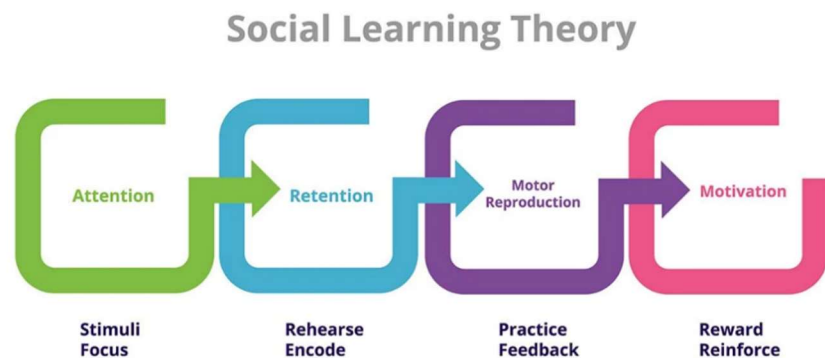 Social Learning Theory
Attention
Retention
Motor
Reproduction
Motivation
Stimuli
Focus
Rehearse
Encode
Practice
Feedback
Reward
Reinforce